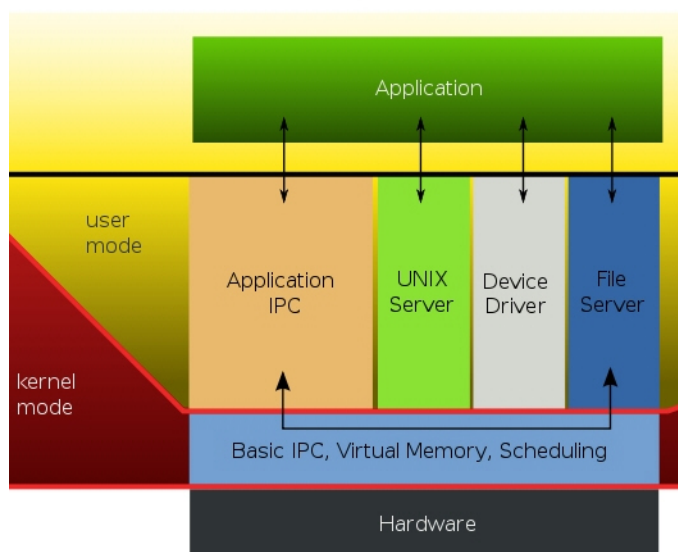 Application
user
mode
Application
IPC
UNIX
Server
Device
Driver
File
Server
kernel
mode
Basic IPC, Virtual Memory, Scheduling
Hardware